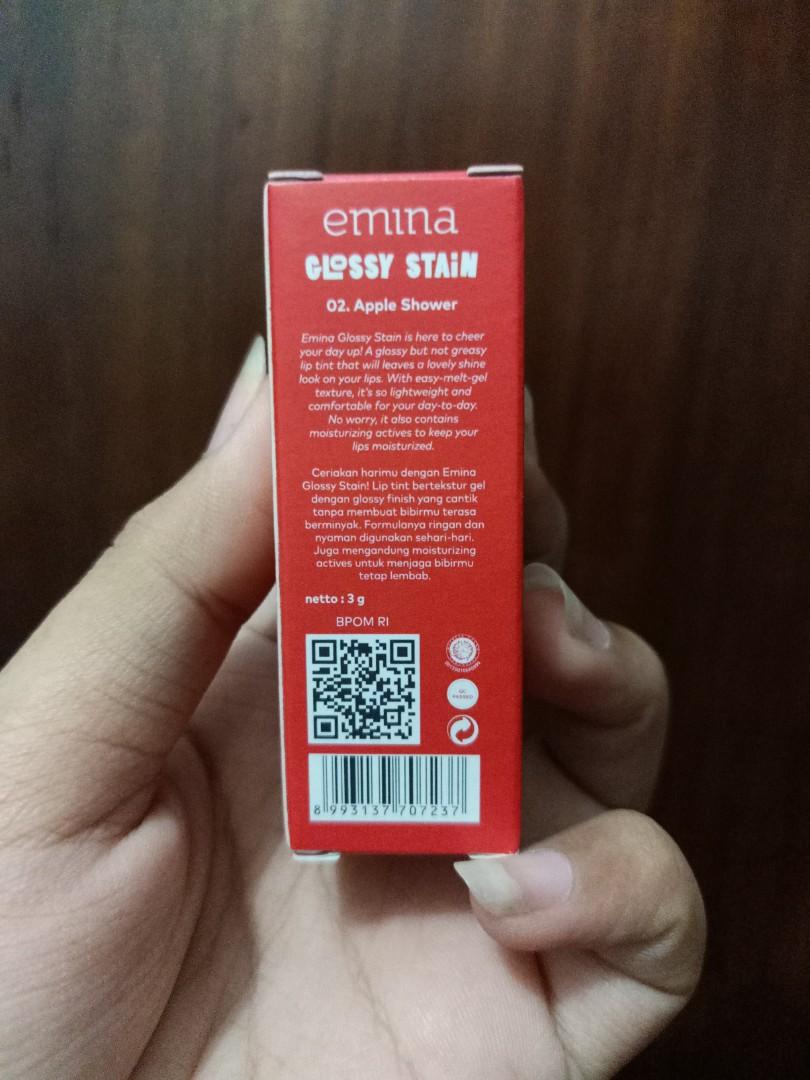 emina
GLOSSY STAiN
02. Apple Shower
Emina Glossy Stain is here to cheer
your day up! A glossy but not greasy
lip tint that will leaves a lovely shine
look on your lips. With easy-melt-gel
texture, it's so lightweight and
comfortable for your day-to-day.
No worry, it also contains
moisturizing actives to keep your
lips moisturized.
Ceriakan harimu dengan Emina
Glossy Stain! Lip tint bertekstur gel
dengan glossy finish yang cantik
tanpa membuat bibirmu terasa
berminyak. Formulanya ringan dan
nyaman digunakan sehari-hari.
Juga mengandung moisturizing
actives untuk menjaga bibirmu
tetap lembab.
netto : 3 g
BPOM RI
QC
PASSED
8 993137 707237